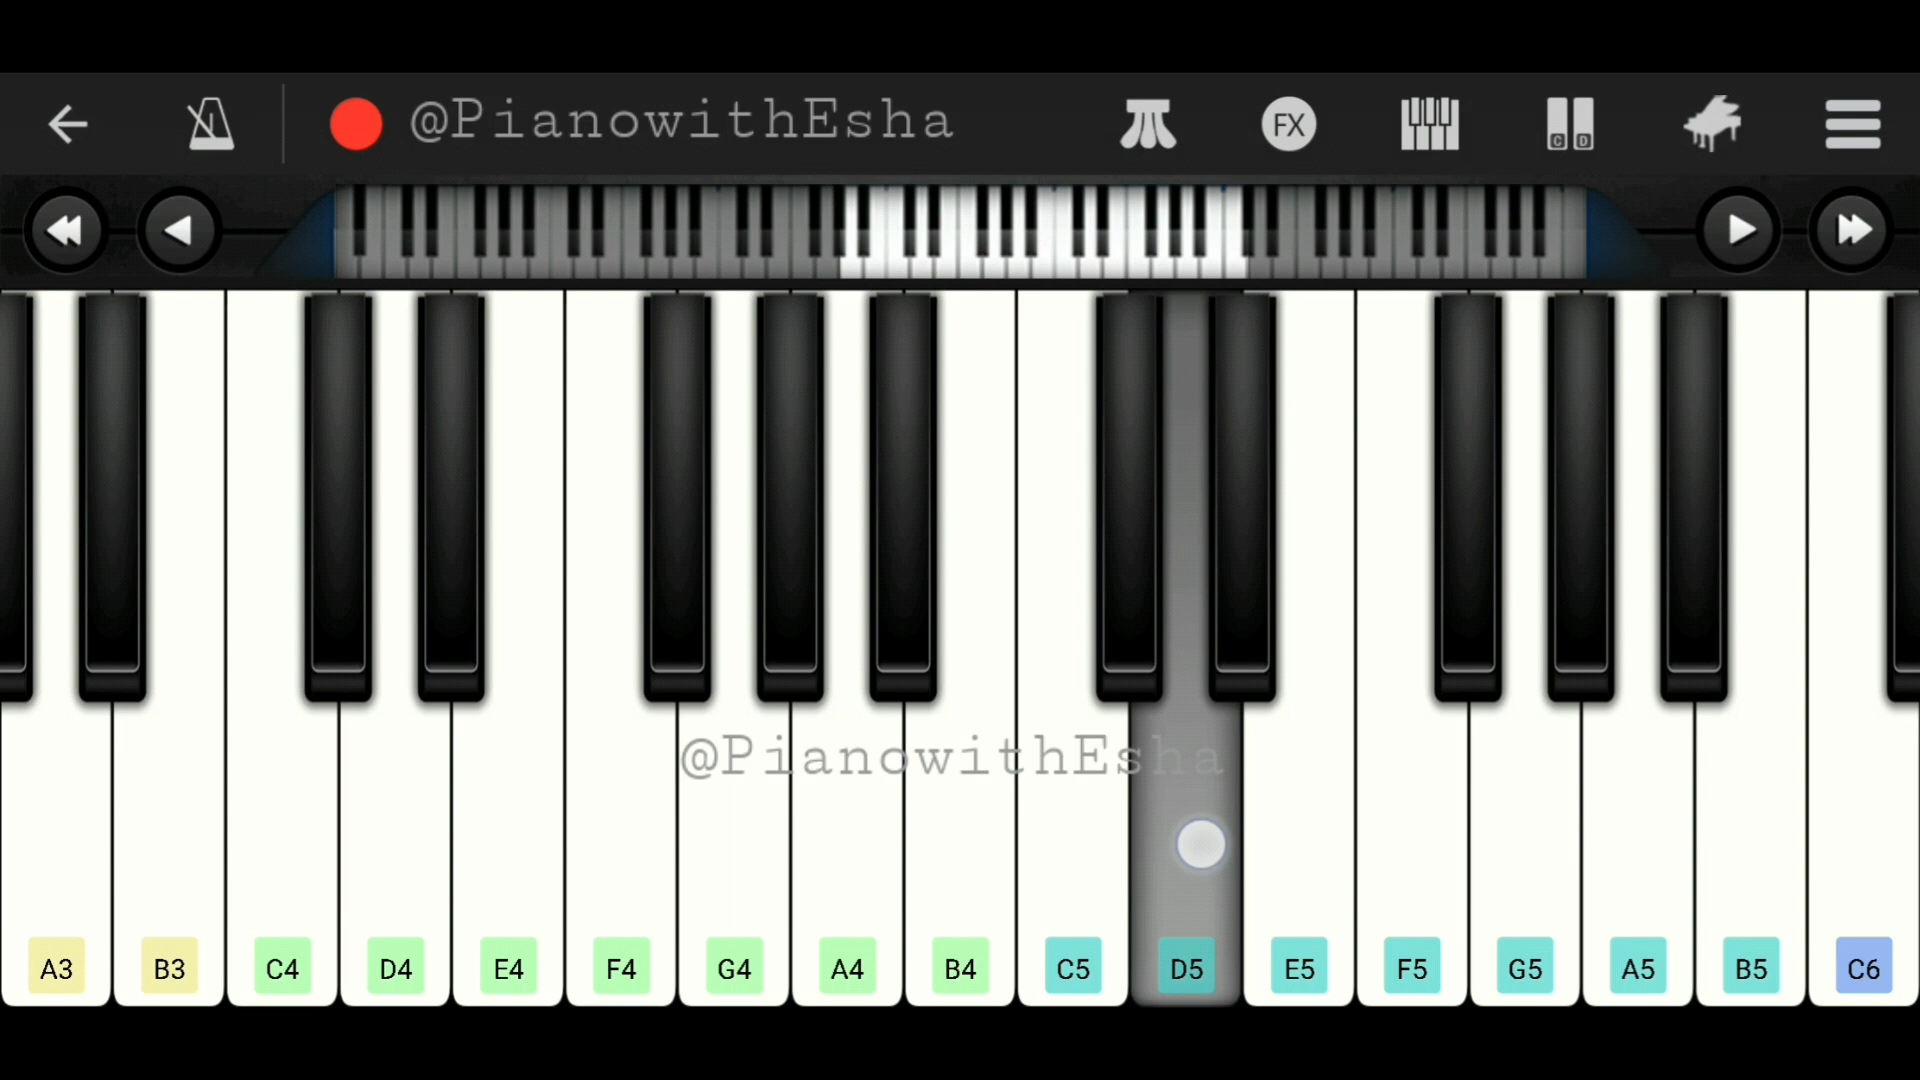 @PianowithEsha
FX
C D
@PianowithEsha
A3 B3 C4 D4 E4 F4 G4 A4 B4 C5 D5 E5 F5 G5 A5 B5 C6